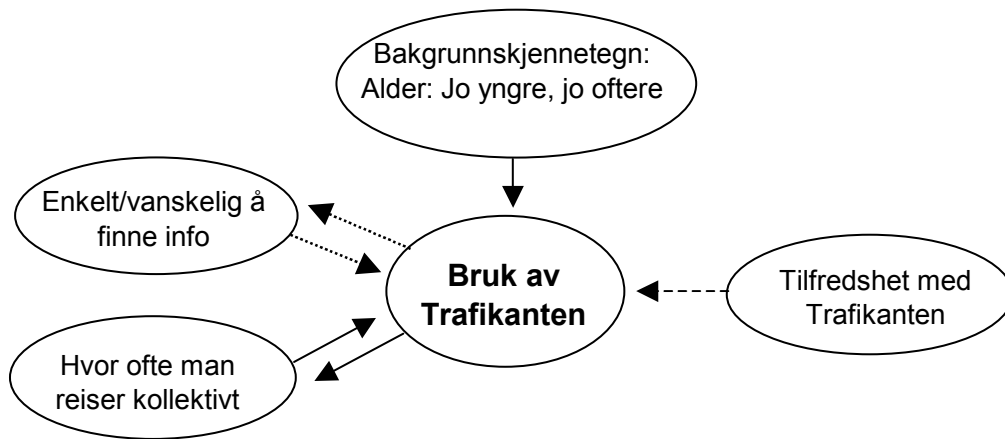 Bakgrunnskjennetegn:
Alder: Jo yngre, jo oftere
Enkelt/vanskelig å
finne info
Bruk av
Trafikanten
Tilfredshet med
Trafikanten
Hvor ofte man
reiser kollektivt